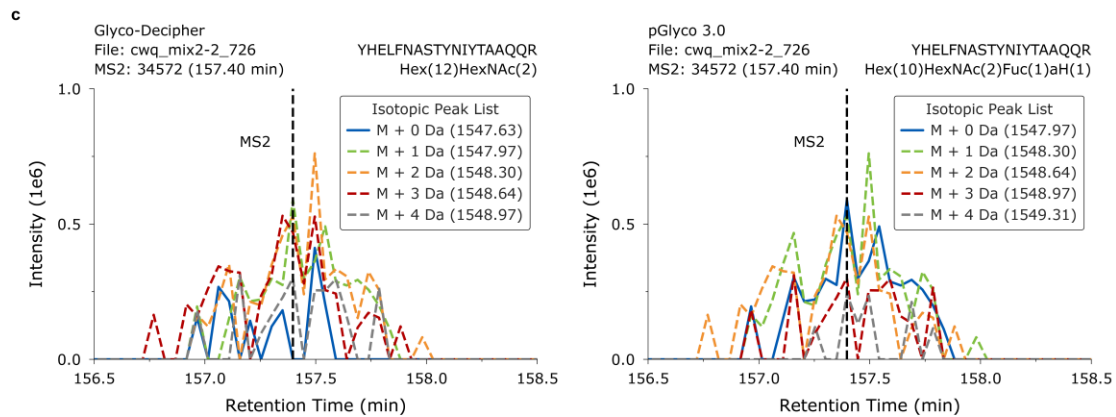 c
Glyco-Decipher
File: cwq_mix2-2_726
MS2: 34572 (157.40 min)
YHELFNASTYNIYTAAQQR
Hex(12)HexNAc(2)
Intensity (1e6)
1.0
0.5
0.0
MS2
Isotopic Peak List
M + 0 Da (1547.63)
M + 1 Da (1547.97)
M + 2 Da (1548.30)
M + 3 Da (1548.64)
M + 4 Da (1548.97)
156.5 157.0 157.5 158.0 158.5
Retention Time (min)
pGlyco 3.0
File: cwq_mix2-2_726
MS2: 34572 (157.40 min)
YHELFNASTYNIYTAAQQR
Hex(10)HexNAc(2)Fuc(1)aH(1)
Intensity (1e6)
1.0
0.5
0.0
MS2
Isotopic Peak List
M + 0 Da (1547.97)
M + 1 Da (1548.30)
M + 2 Da (1548.64)
M + 3 Da (1548.97)
M + 4 Da (1549.31)
156.5 157.0 157.5 158.0 158.5
Retention Time (min)